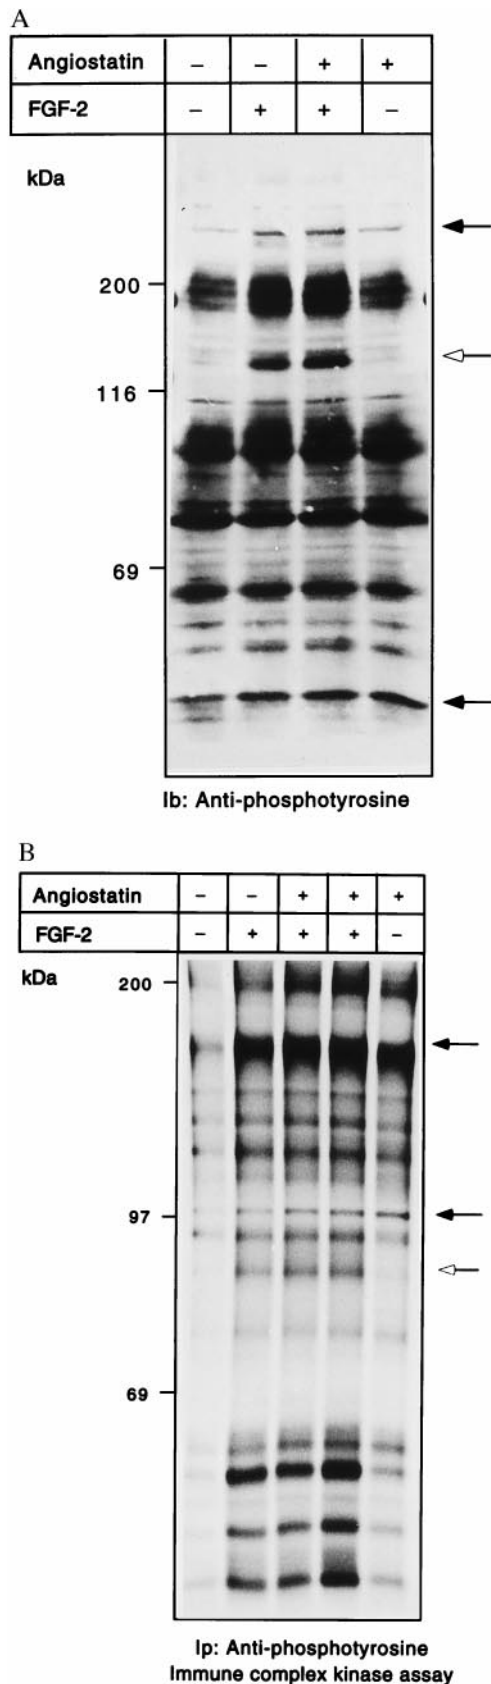 A
Angiostatin – – + +
FGF-2 – + + –
kDa
200
116
69
Ib: Anti-phosphotyrosine
B
Angiostatin – – + + +
FGF-2 – + + + –
kDa 200
97
69
Ip: Anti-phosphotyrosine
Immune complex kinase assay